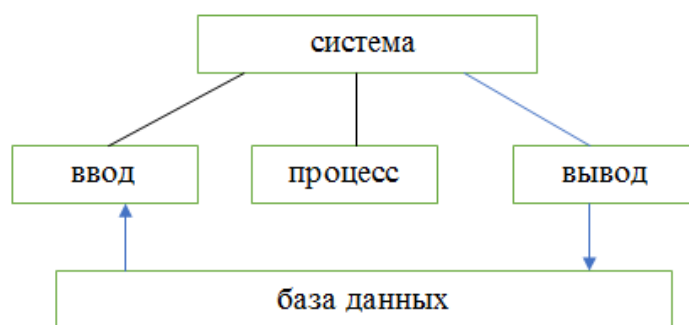 система
ввод
процесс
вывод
база данных